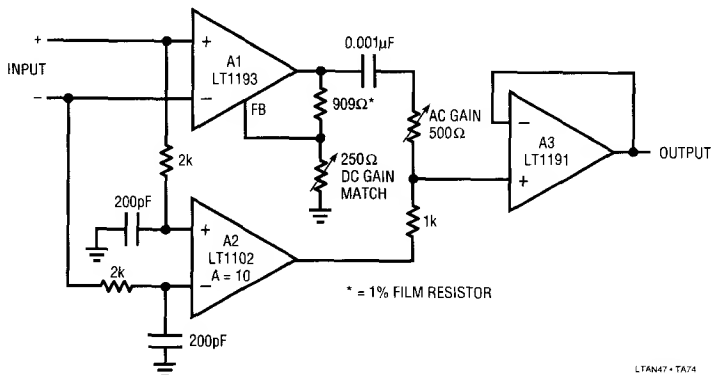 INPUT
+
−
+
−
A1
LT1193
FB
0.001µF
909Ω*
250Ω
DC GAIN
MATCH
AC GAIN
500Ω
−
+
A3
LT1191
OUTPUT
2k
200pF
+
−
A2
LT1102
A = 10
1k
2k
200pF
* = 1% FILM RESISTOR
LTAN47 • TA74